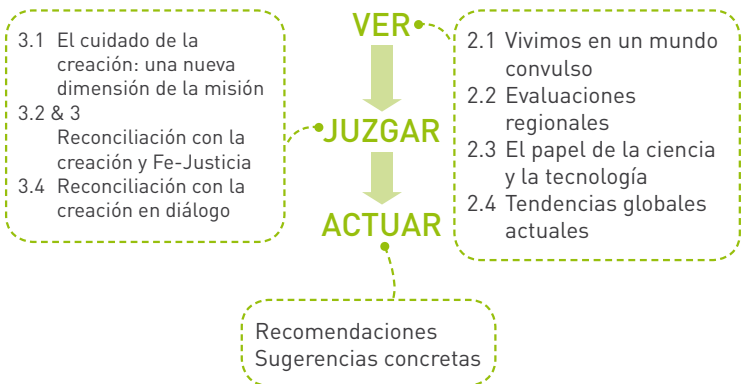 VER
2.1 Vivimos en un mundo
convulso
2.2 Evaluaciones
regionales
2.3 El papel de la ciencia
y la tecnología
2.4 Tendencias globales
actuales
JUZGAR
3.1 El cuidado de la
creación: una nueva
dimensión de la misión
3.2 & 3
Reconciliación con la
creación y Fe-Justicia
3.4 Reconciliación con la
creación en diálogo
ACTUAR
Recomendaciones
Sugerencias concretas